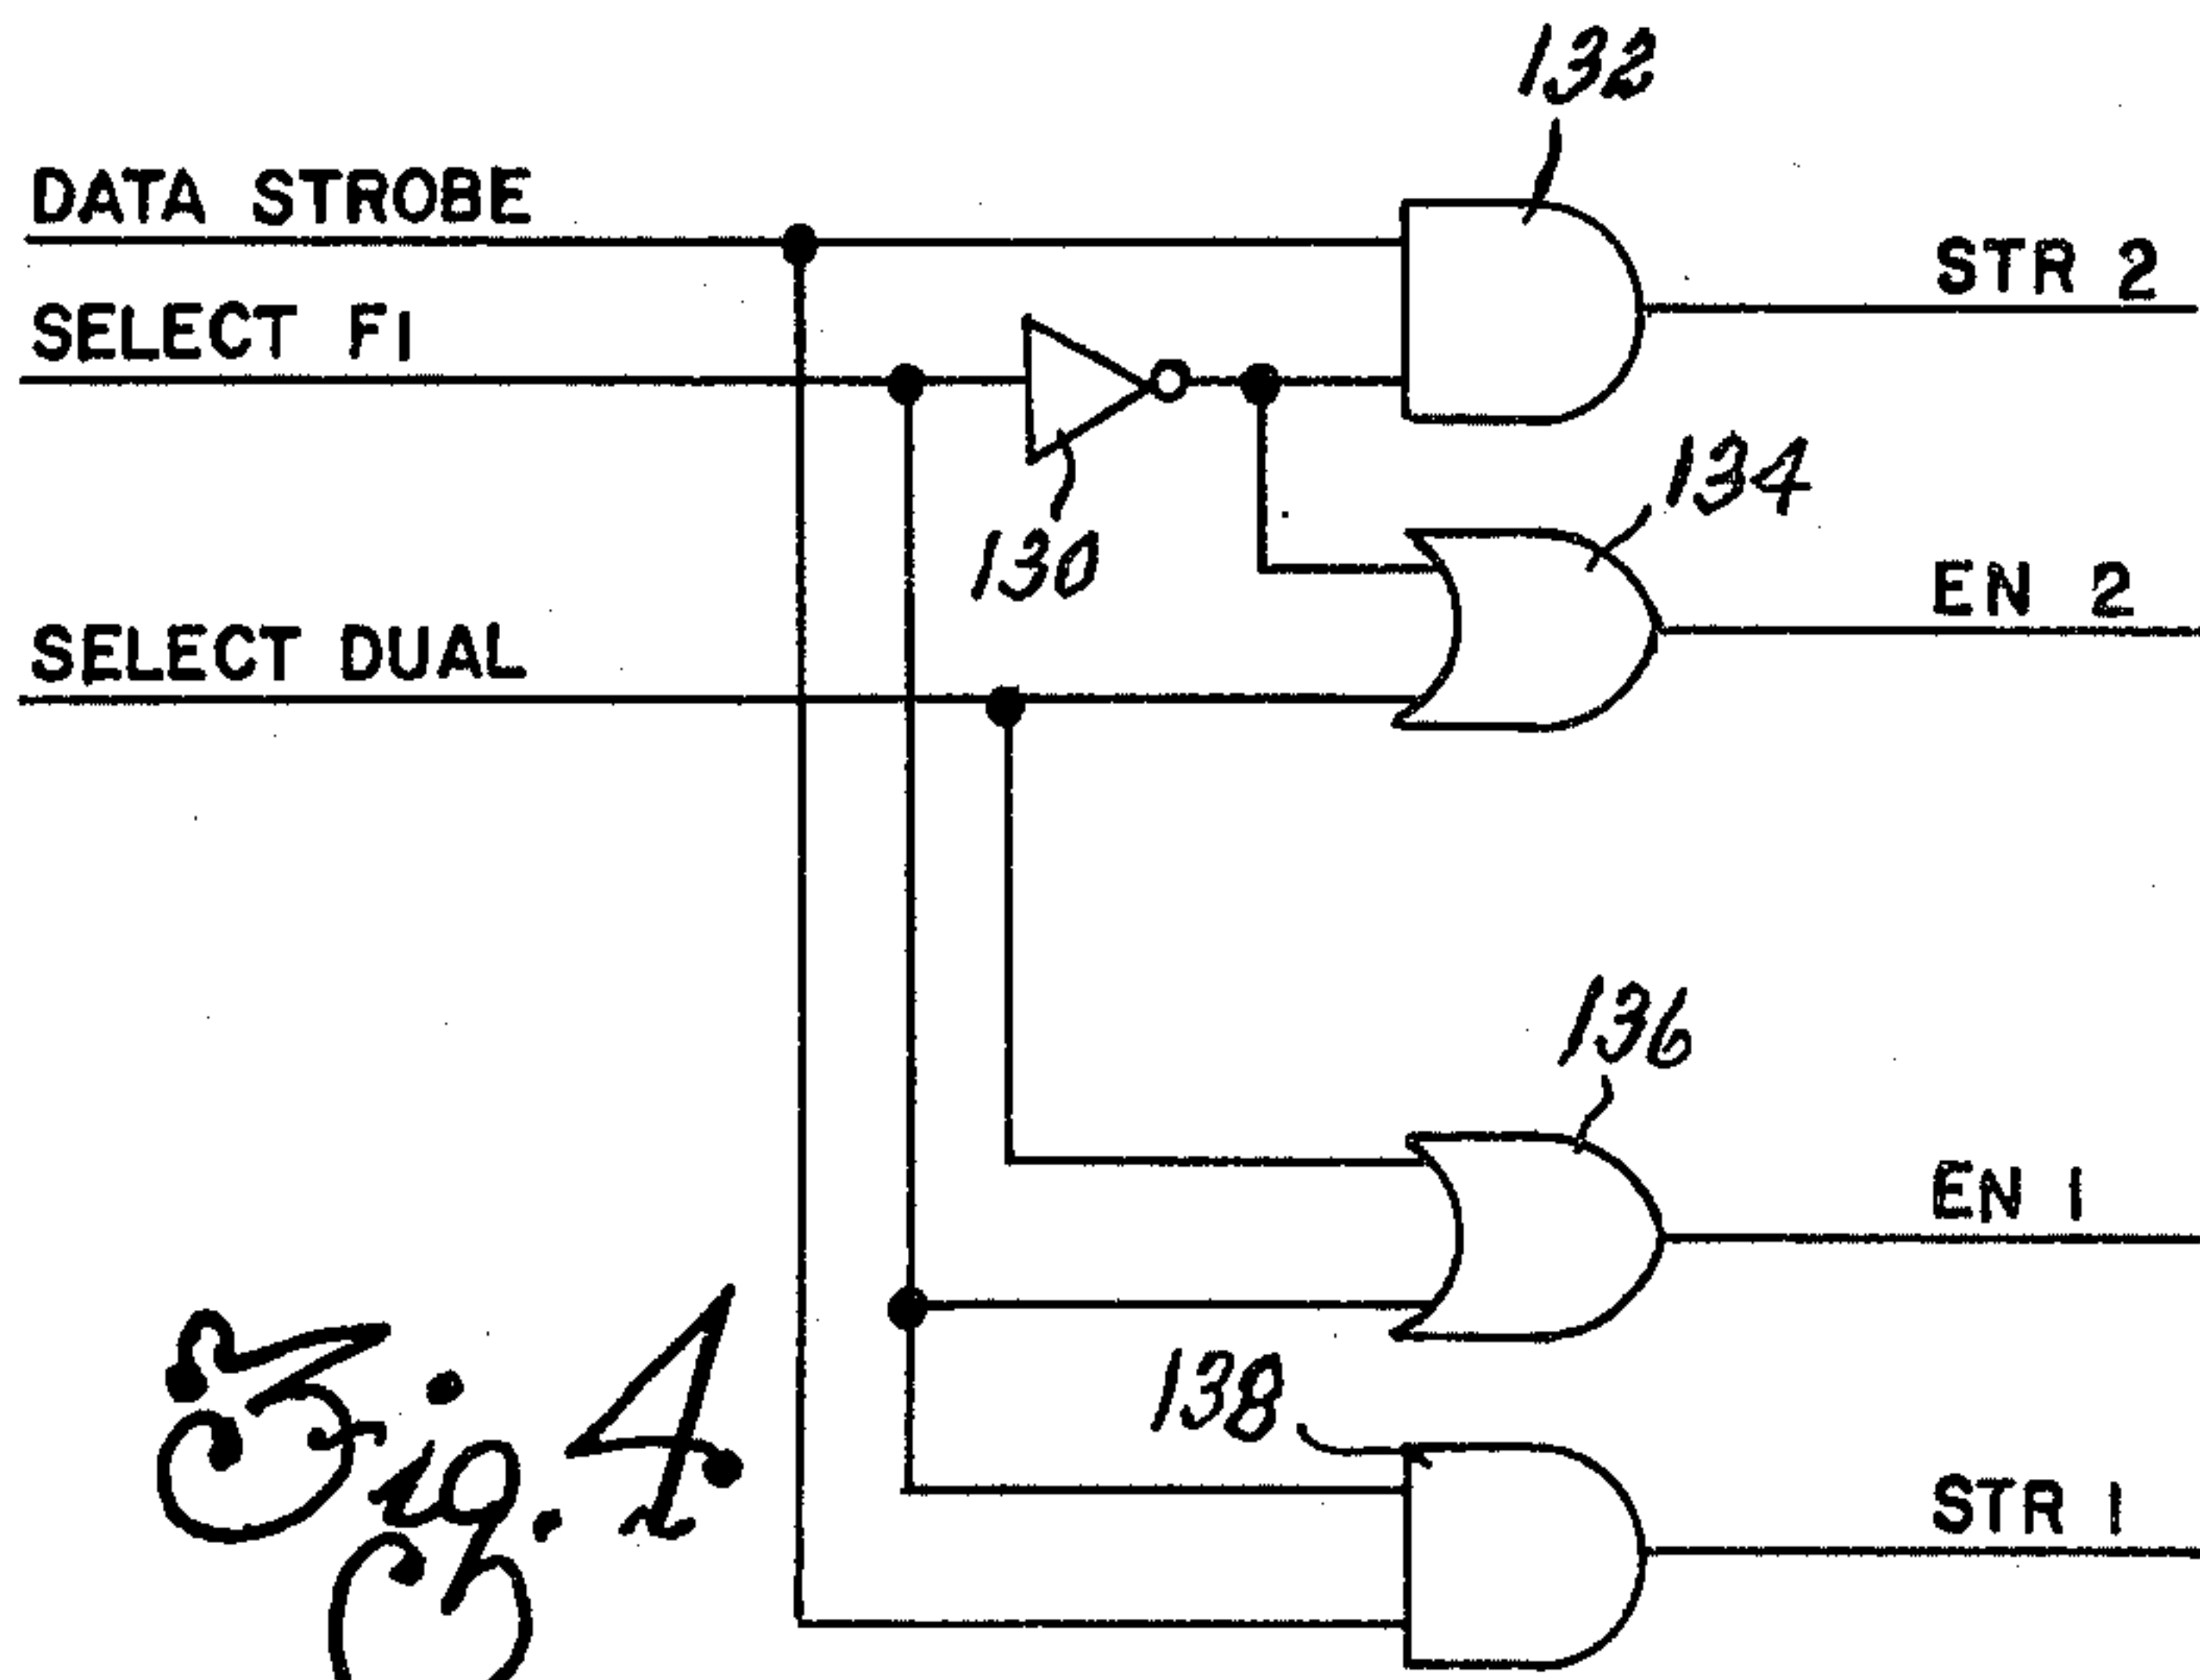 132
DATA STROBE
STR 2
SELECT F1
134
130
EN 2
SELECT DUAL
136
EN 1
138
STR 1
Fig. 4